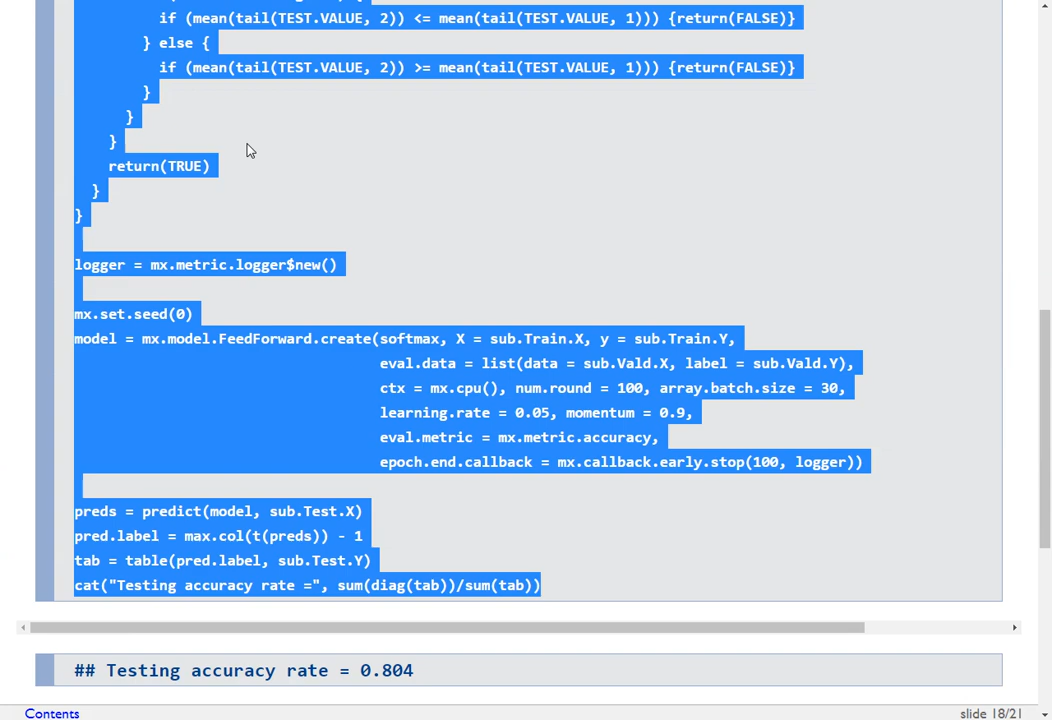 if (mean(tail(TEST.VALUE, 2)) <= mean(tail(TEST.VALUE, 1))) {return(FALSE)}
} else {
if (mean(tail(TEST.VALUE, 2)) >= mean(tail(TEST.VALUE, 1))) {return(FALSE)}
}
}
}
return(TRUE)
}
}
logger = mx.metric.logger$new()
mx.set.seed(0)
model = mx.model.FeedForward.create(softmax, X = sub.Train.X, y = sub.Train.Y,
eval.data = list(data = sub.Vald.X, label = sub.Vald.Y),
ctx = mx.cpu(), num.round = 100, array.batch.size = 30,
learning.rate = 0.05, momentum = 0.9,
eval.metric = mx.metric.accuracy,
epoch.end.callback = mx.callback.early.stop(100, logger))
preds = predict(model, sub.Test.X)
pred.label = max.col(t(preds)) - 1
tab = table(pred.label, sub.Test.Y)
cat("Testing accuracy rate =", sum(diag(tab))/sum(tab))
## Testing accuracy rate = 0.804
Contents
slide 18/21